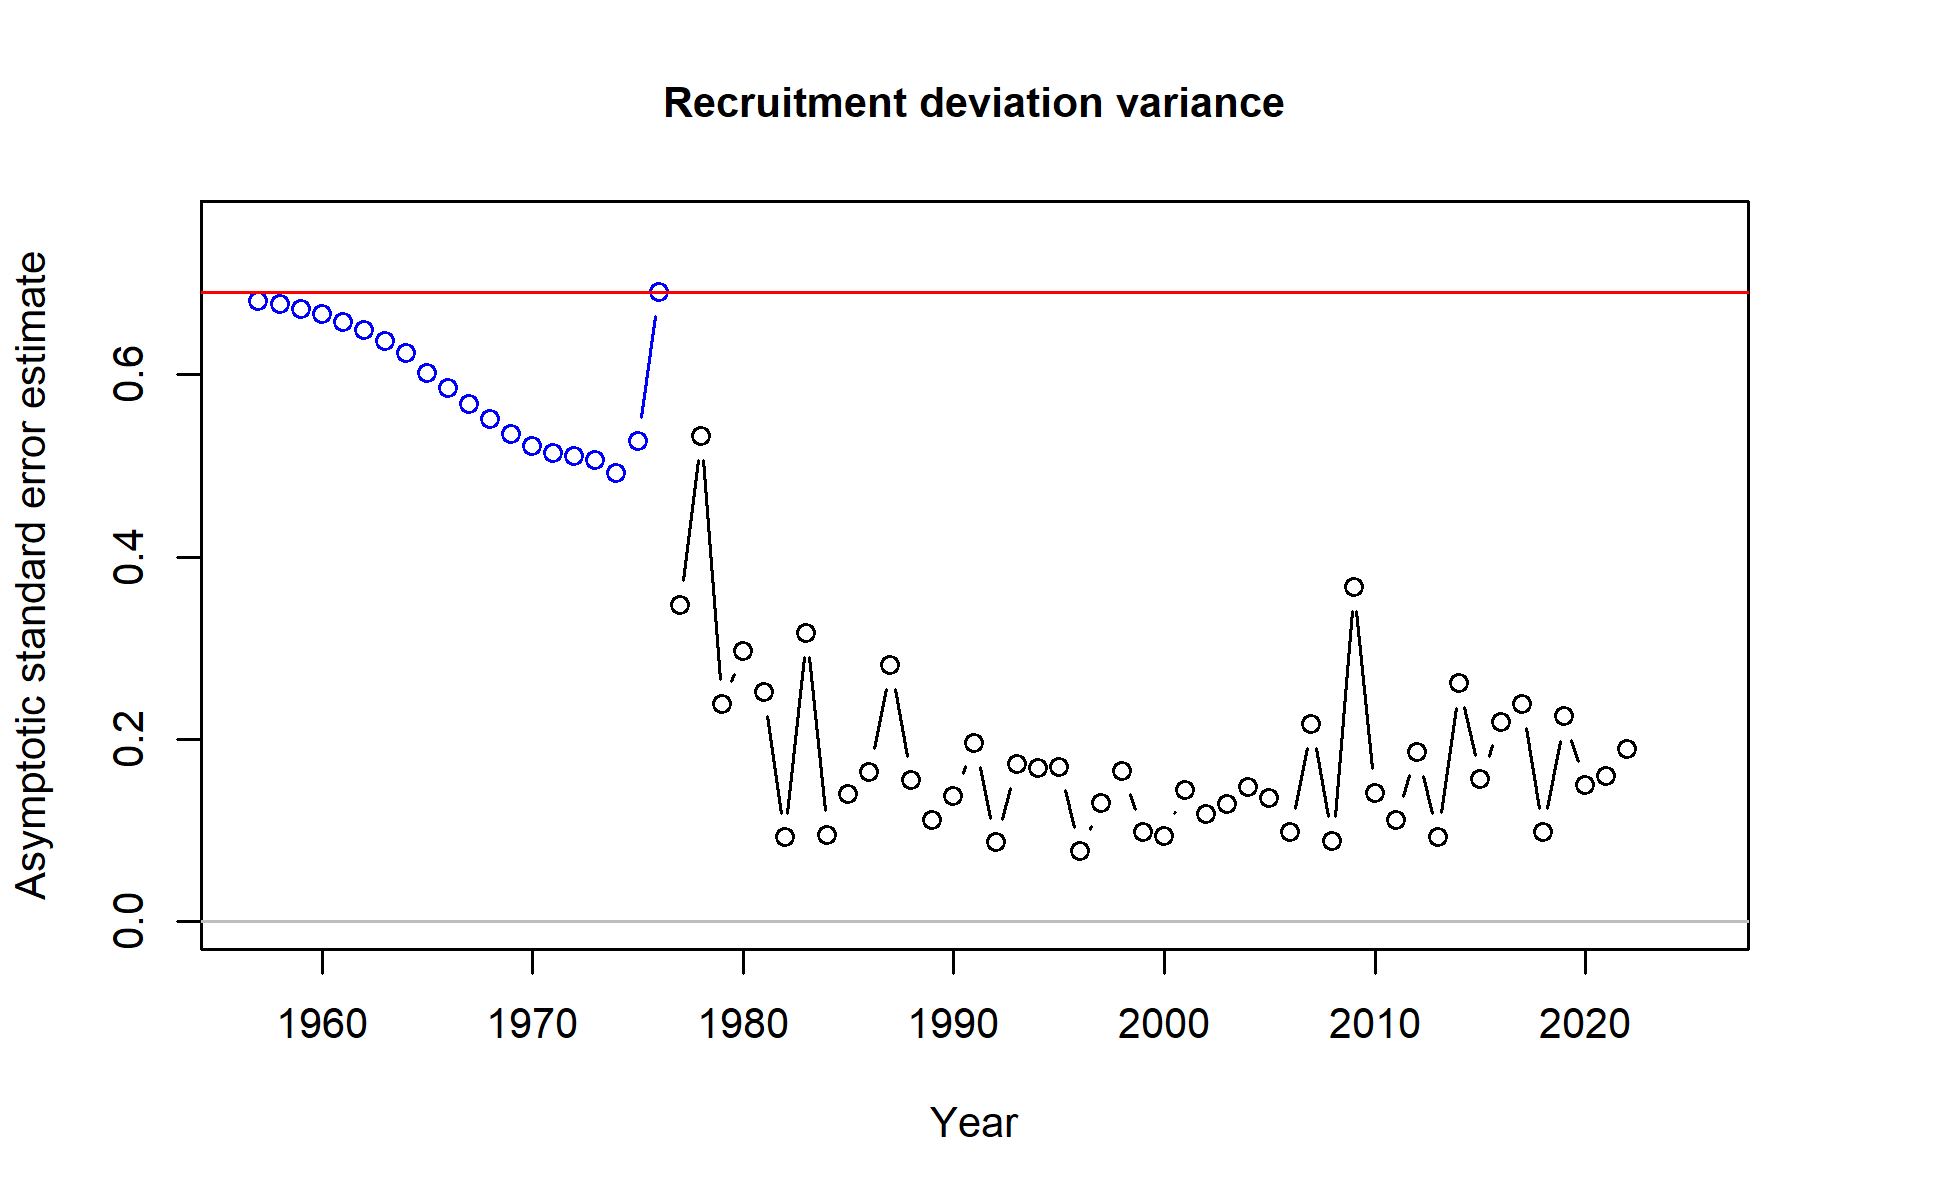 Recruitment deviation variance
Asymptotic standard error estimate
0.6
0.4
0.2
0.0
1960 1970 1980 1990 2000 2010 2020
Year